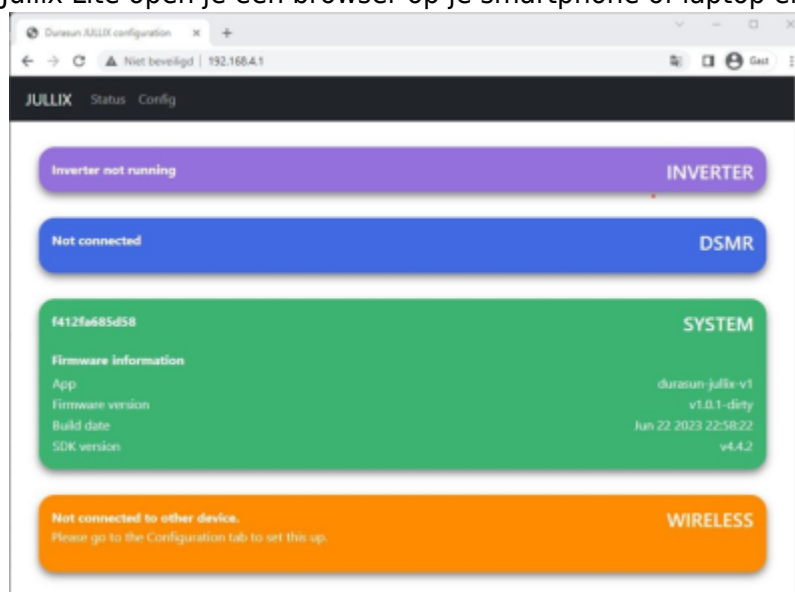 Jullix-Lite open je een browser op je smartphone of laptop en
Durasun JULLIX configuration
Niet beveiligd 192.168.4.1 Gast
JULLIX Status Config
Inverter not running INVERTER
Not connected DSMR
f412fa685d58 SYSTEM
Firmware information
App durasun-jullix-v1
Firmware version v1.0.1-dirty
Build date Jun 22 2023 22:58:22
SDK version v4.4.2
Not connected to other device. WIRELESS
Please go to the Configuration tab to set this up.